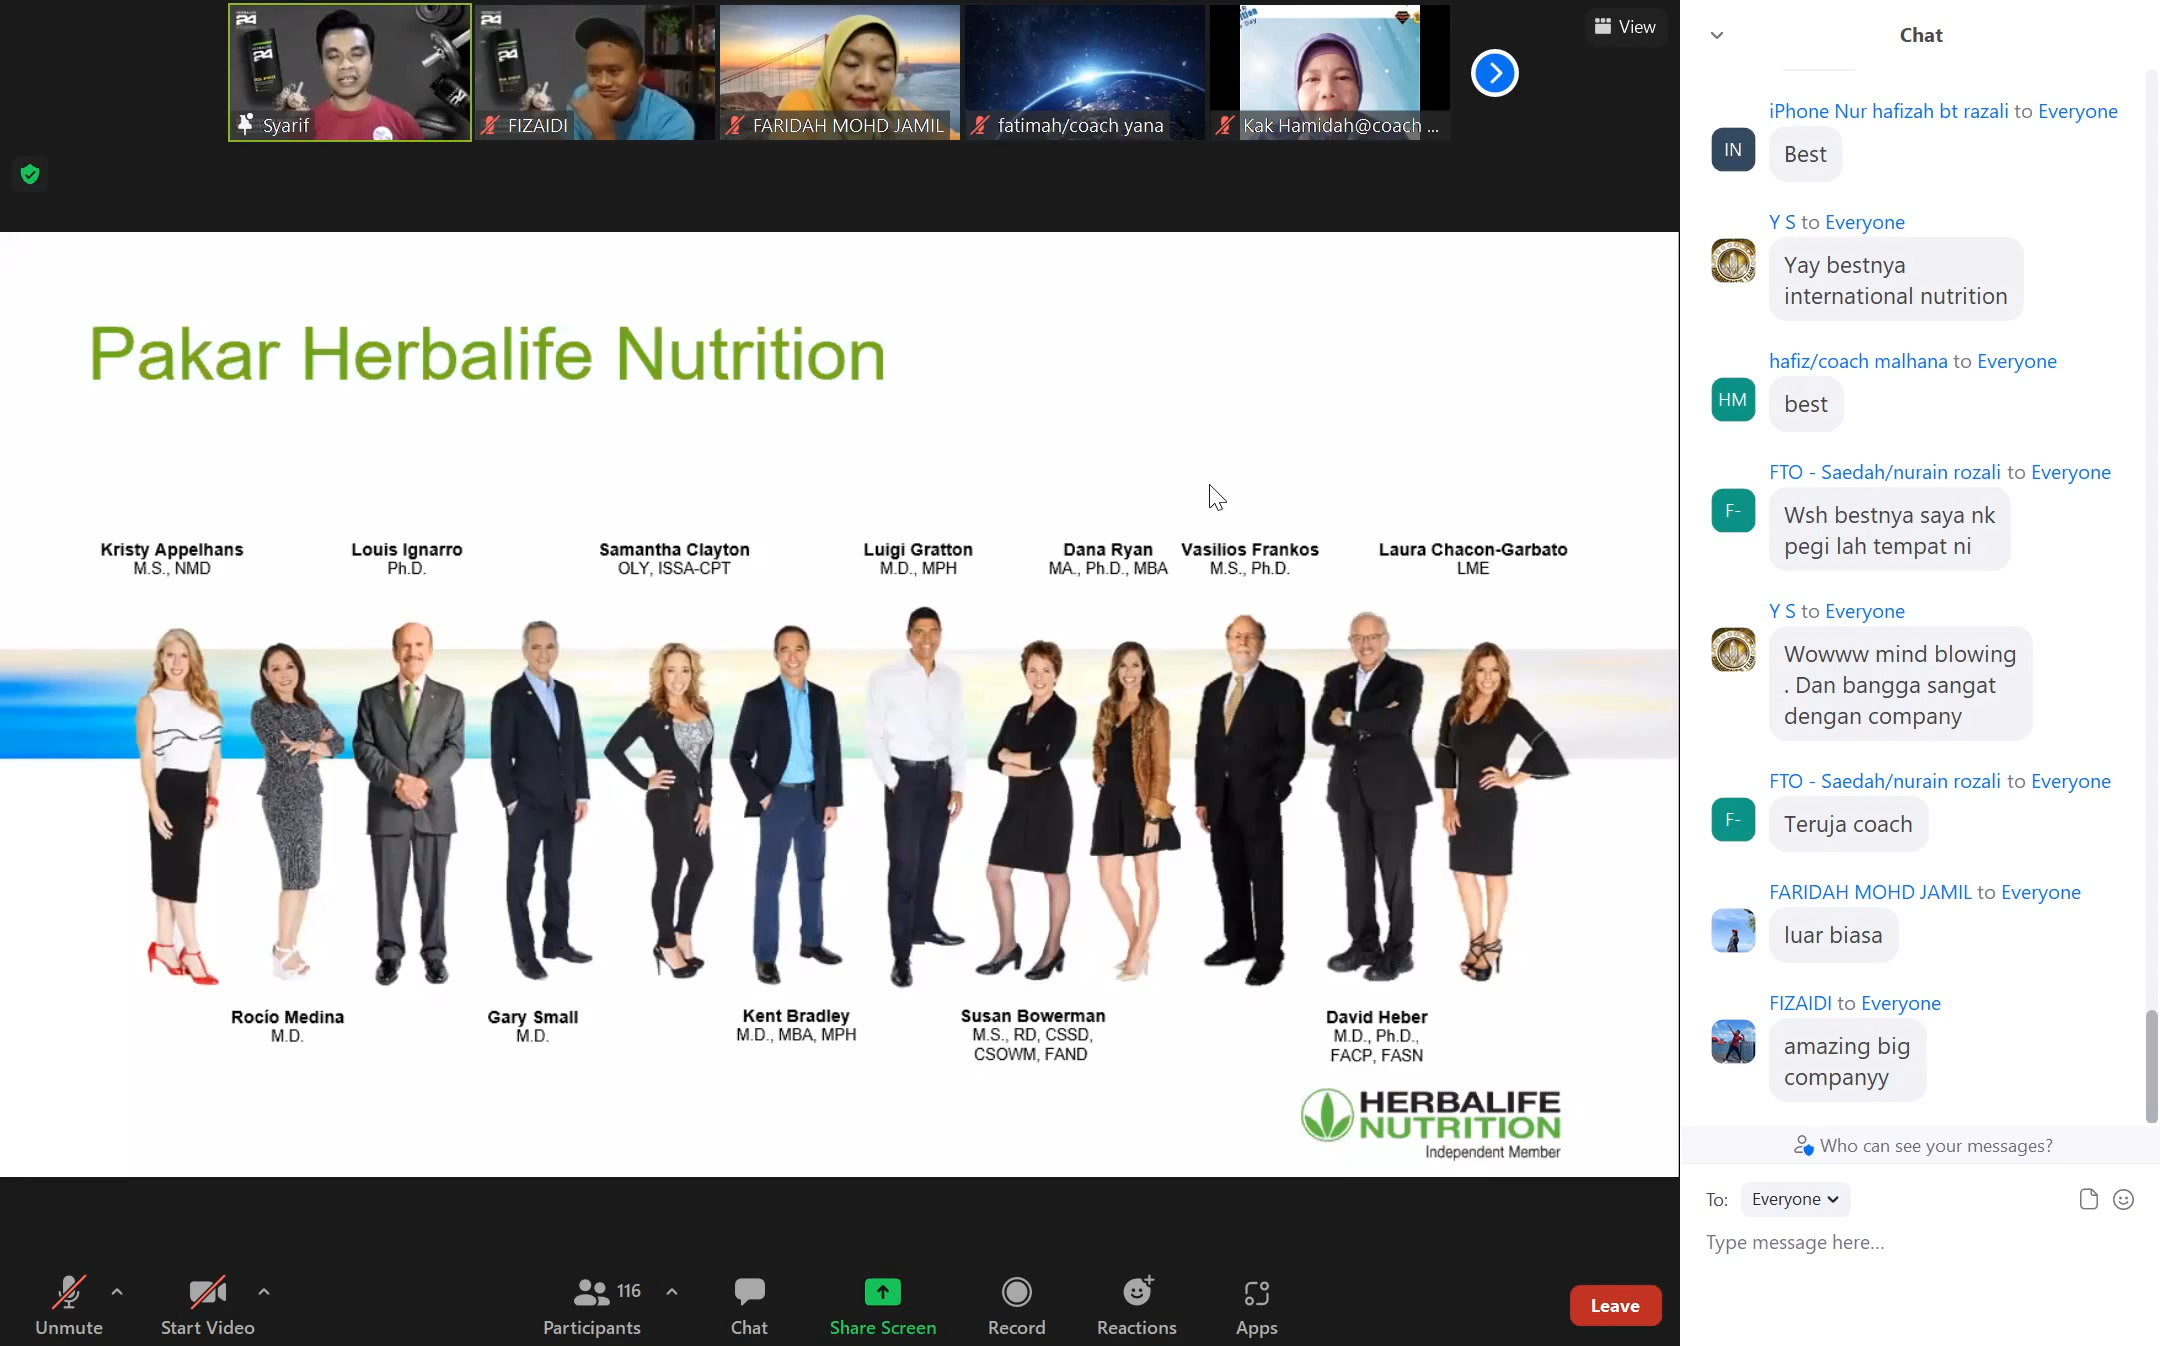 Syarif
FIZAIDI
FARIDAH MOHD JAMIL
fatimah/coach yana
Kak Hamidah@coach ...
View
Pakar Herbalife Nutrition
Kristy Appelhans
M.S., NMD
Louis Ignarro
Ph.D.
Samantha Clayton
OLY, ISSA-CPT
Luigi Gratton
M.D., MPH
Dana Ryan
MA., Ph.D., MBA
Vasilios Frankos
M.S., Ph.D.
Laura Chacon-Garbato
LME
Rocío Medina
M.D.
Gary Small
M.D.
Kent Bradley
M.D., MBA, MPH
Susan Bowerman
M.S., RD, CSSD,
CSOWM, FAND
David Heber
M.D., Ph.D.,
FACP, FASN
HERBALIFE
NUTRITION
Independent Member
Unmute
Start Video
116
Participants
Chat
Share Screen
Record
Reactions
Apps
Leave
Chat
iPhone Nur hafizah bt razali to Everyone
IN
Best
Y S to Everyone
Yay bestnya
international nutrition
hafiz/coach malhana to Everyone
HM
best
FTO - Saedah/nurain rozali to Everyone
F-
Wsh bestnya saya nk
pegi lah tempat ni
Y S to Everyone
Wowww mind blowing
. Dan bangga sangat
dengan company
FTO - Saedah/nurain rozali to Everyone
F-
Teruja coach
FARIDAH MOHD JAMIL to Everyone
luar biasa
FIZAIDI to Everyone
amazing big
companyy
Who can see your messages?
To: Everyone
Type message here...